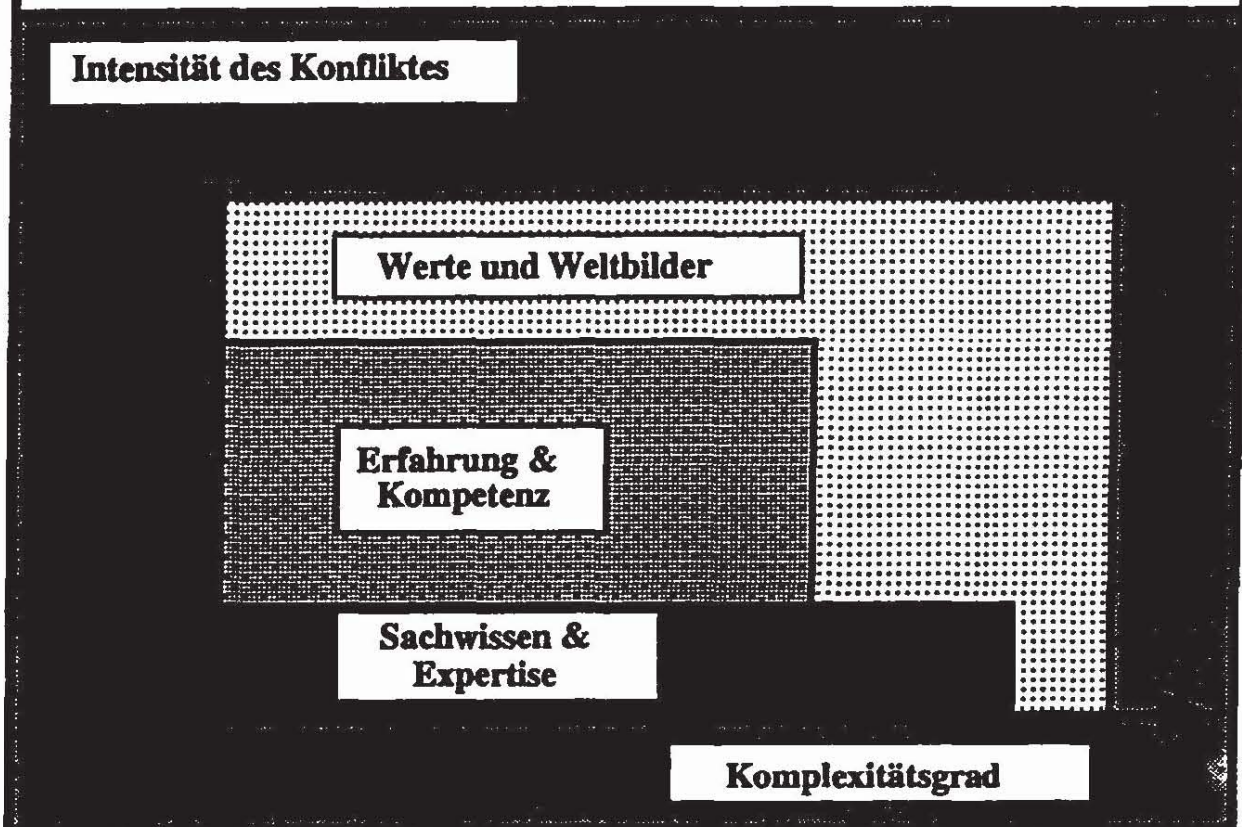 Intensität des Konfliktes
Werte und Weltbilder
Erfahrung &
Kompetenz
Sachwissen &
Expertise
Komplexitätsgrad